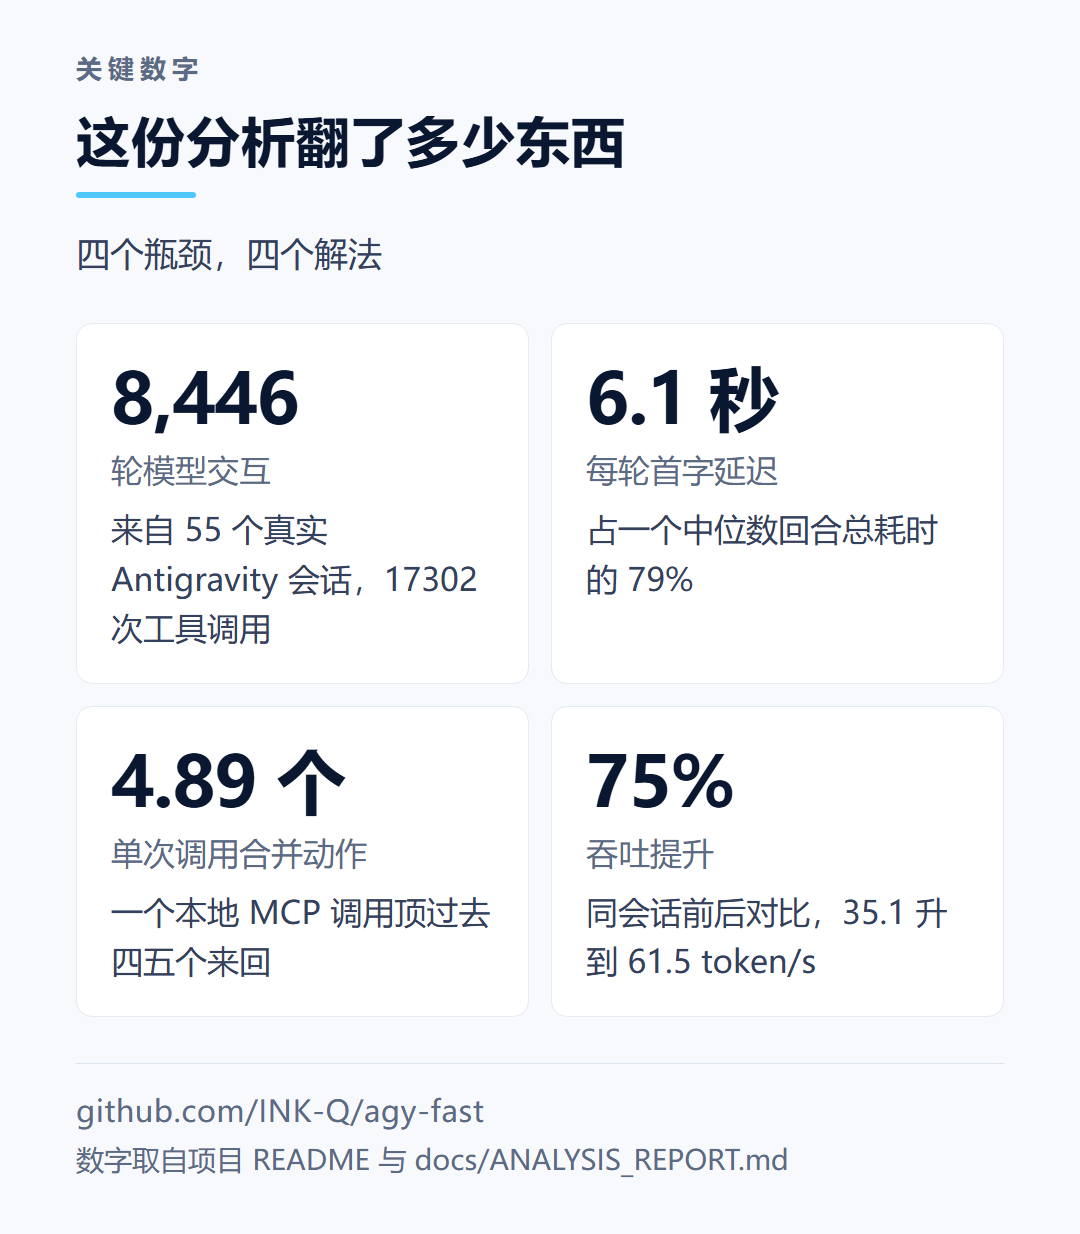 关键数字
这份分析翻了多少东西
四个瓶颈，四个解法
8,446
轮模型交互
来自 55 个真实
Antigravity 会话，17302
次工具调用
6.1 秒
每轮首字延迟
占一个中位数回合总耗时
的 79%
4.89 个
单次调用合并动作
一个本地 MCP 调用顶过去
四五个来回
75%
吞吐提升
同会话前后对比，35.1 升
到 61.5 token/s
github.com/INK-Q/agy-fast
数字取自项目 README 与 docs/ANALYSIS_REPORT.md